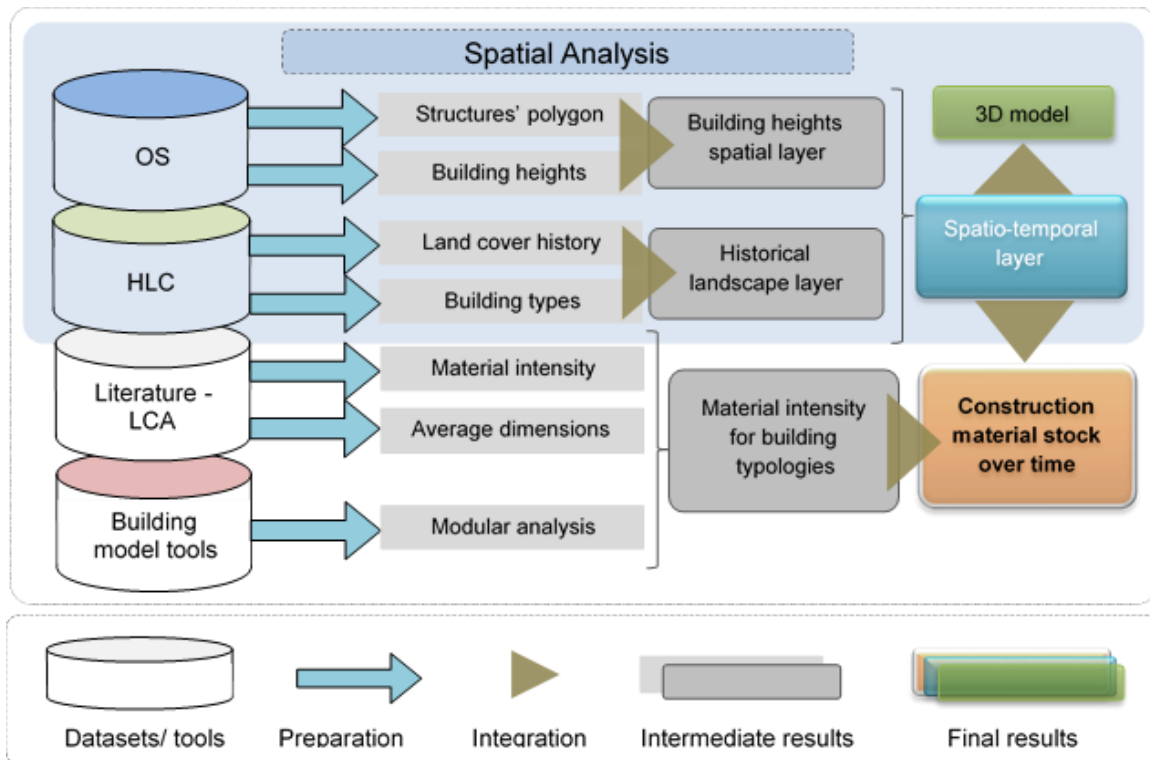 Spatial Analysis
OS
Structures' polygon
Building heights
Building heights
spatial layer
3D model
HLC
Land cover history
Building types
Historical
landscape layer
Spatio-temporal
layer
Literature -
LCA
Material intensity
Average dimensions
Material intensity
for building
typologies
Construction
material stock
over time
Building
model tools
Modular analysis
Datasets/ tools
Preparation
Integration
Intermediate results
Final results